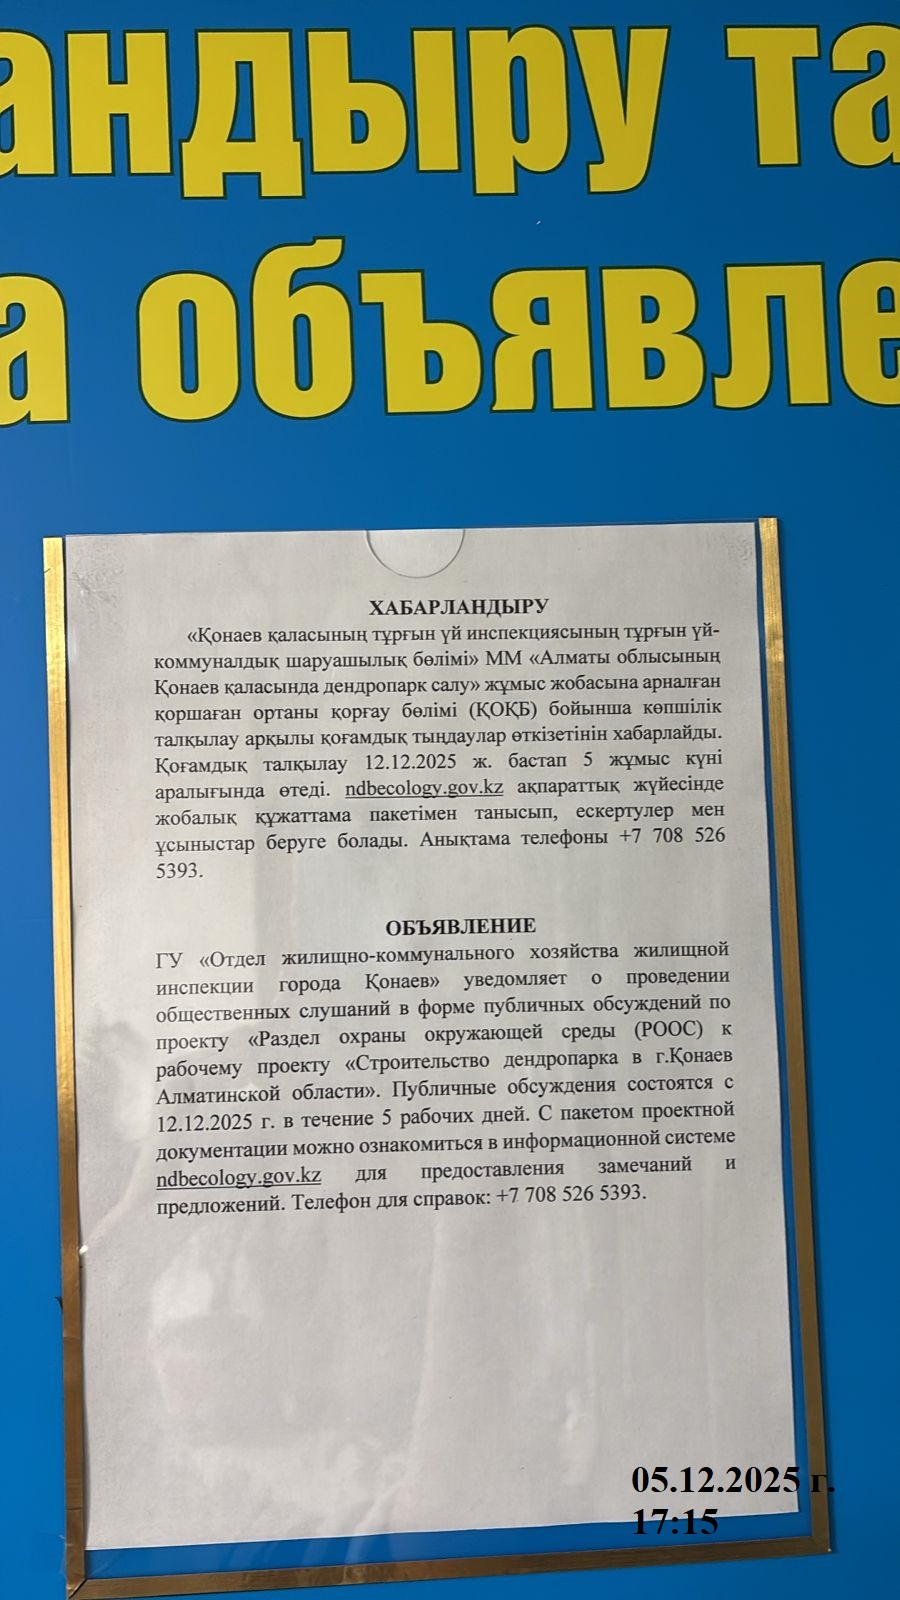 андыру та
а объявле
ХАБАРЛАНДЫРУ
«Қонаев қаласының тұрғын үй инспекциясының тұрғын үй-
коммуналдық шаруашылық бөлімі» ММ «Алматы облысының
Қонаев қаласында дендропарк салу» жұмыс жобасына арналған
қоршаған ортаны қорғау бөлімі (ҚОҚБ) бойынша көпшілік
талқылау арқылы қоғамдық тыңдаулар өткізетінін хабарлайды.
Қоғамдық талқылау 12.12.2025 ж. бастап 5 жұмыс күні
аралығында өтеді. ndbecology.gov.kz ақпараттық жүйесінде
жобалық құжаттама пакетімен танысып, ескертулер мен
ұсыныстар беруге болады. Анықтама телефоны +7 708 526
5393.
ОБЪЯВЛЕНИЕ
ГУ «Отдел жилищно-коммунального хозяйства жилищной
инспекции города Қонаев» уведомляет о проведении
общественных слушаний в форме публичных обсуждений по
проекту «Раздел охраны окружающей среды (РООС) к
рабочему проекту «Строительство дендропарка в г.Қонаев
Алматинской области». Публичные обсуждения состоятся с
12.12.2025 г. в течение 5 рабочих дней. С пакетом проектной
документации можно ознакомиться в информационной системе
ndbecology.gov.kz для предоставления замечаний и
предложений. Телефон для справок: +7 708 526 5393.
05.12.2025 г.
17:15